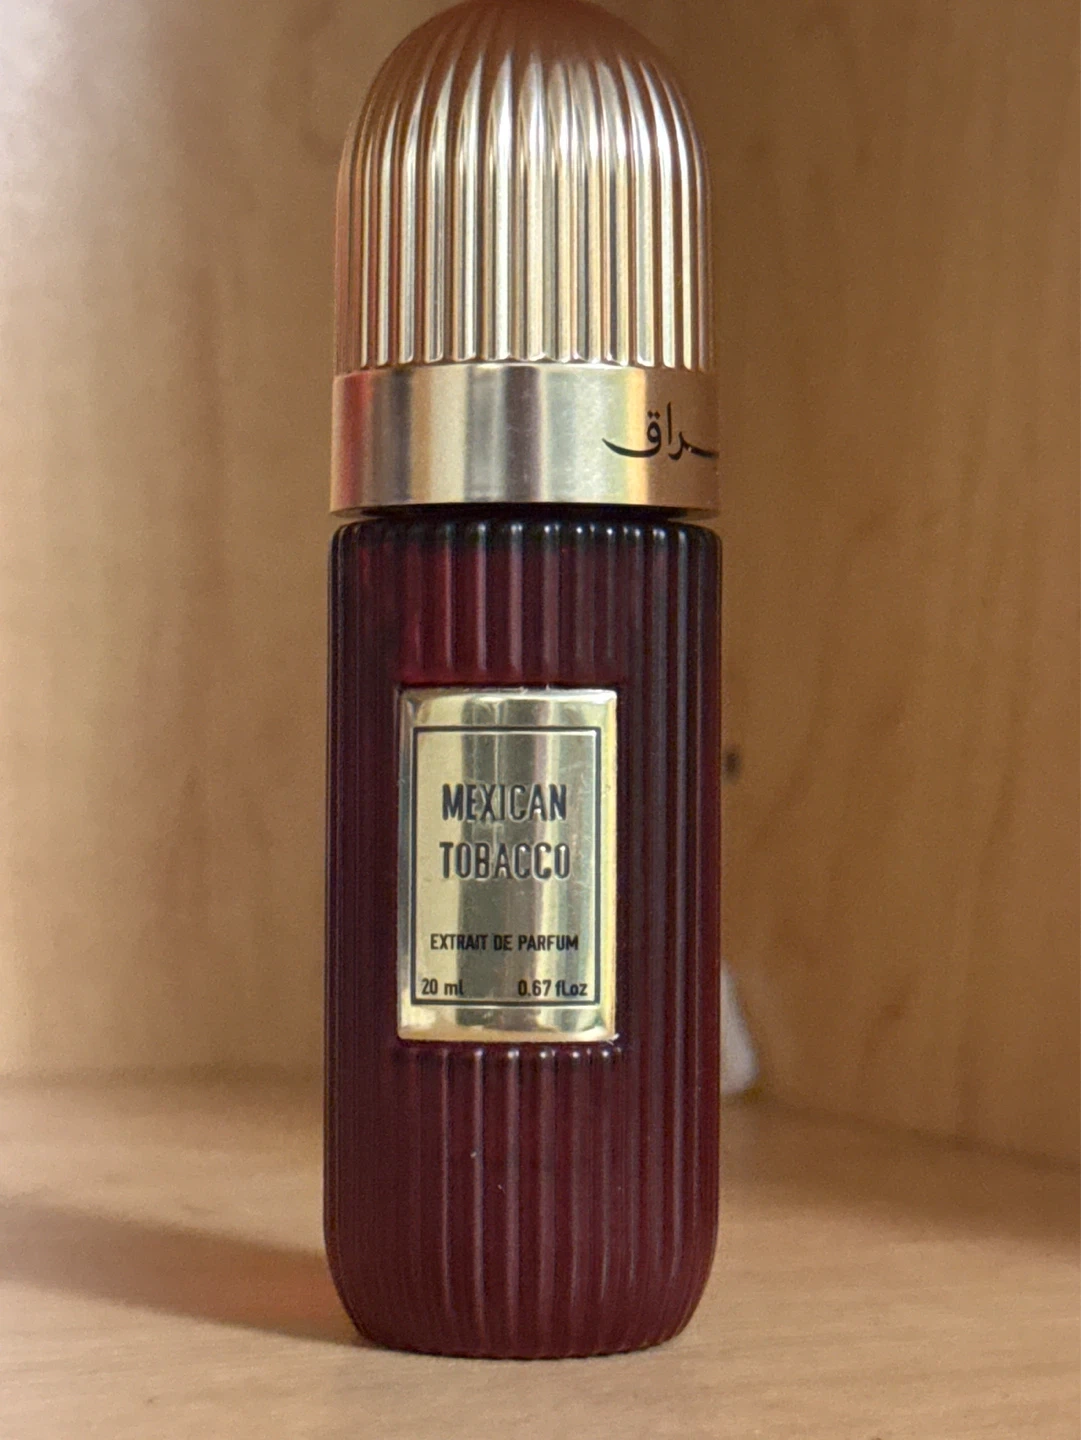 MEXICAN
TOBACCO
EXTRAIT DE PARFUM
20 ml 0.67 fl.oz